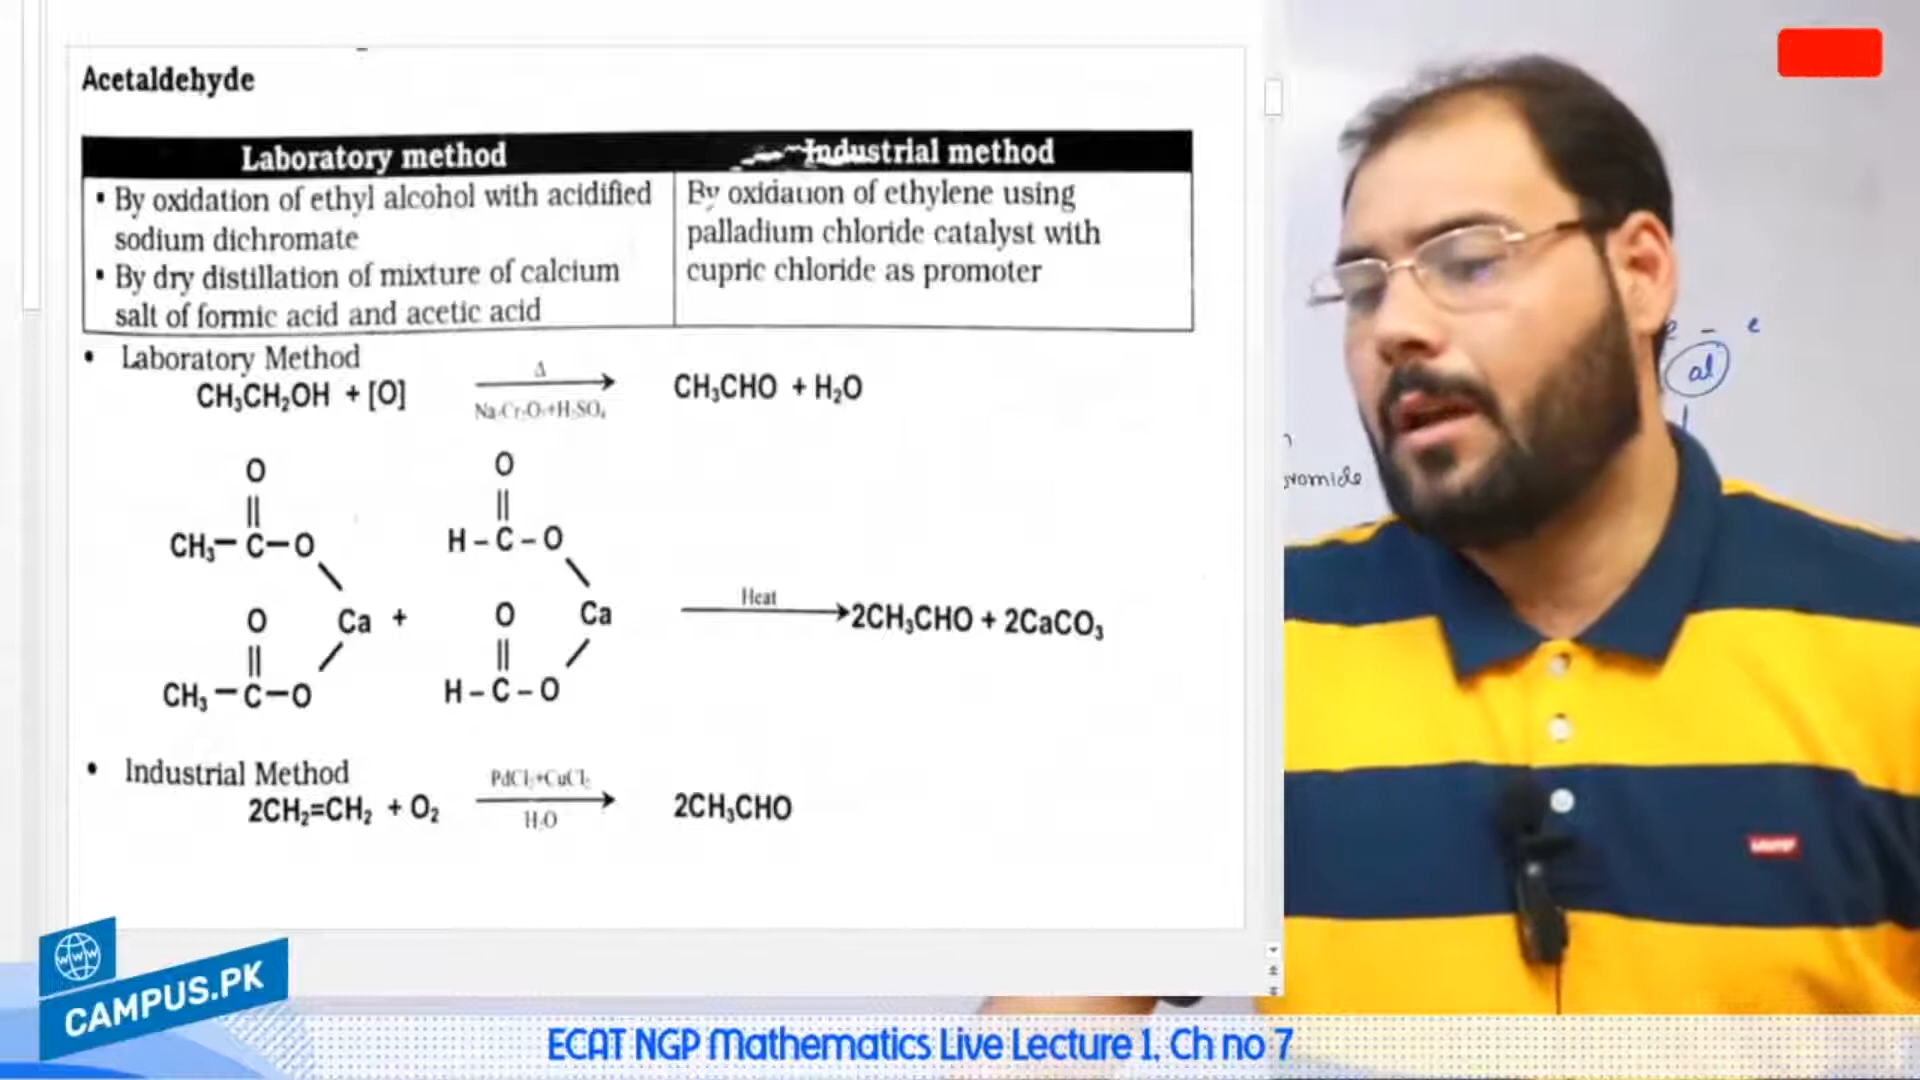 Acetaldehyde
Laboratory method
Industrial method
• By oxidation of ethyl alcohol with acidified
sodium dichromate
• By dry distillation of mixture of calcium
salt of formic acid and acetic acid
By oxidation of ethylene using
palladium chloride catalyst with
cupric chloride as promoter
• Laboratory Method
CH₃CH₂OH + [O] Δ Na₂Cr₂O₇+H₂SO₄ → CH₃CHO + H₂O
O O
|| ||
CH₃–C–O H–C–O
O Ca + O Ca Heat → 2CH₃CHO + 2CaCO₃
|| ||
CH₃–C–O H–C–O
• Industrial Method
2CH₂=CH₂ + O₂ PdCl₂+CuCl₂ H₂O → 2CH₃CHO
e – e
al
romide
www
CAMPUS.PK
ECAT NGP Mathematics Live Lecture 1, Ch no 7